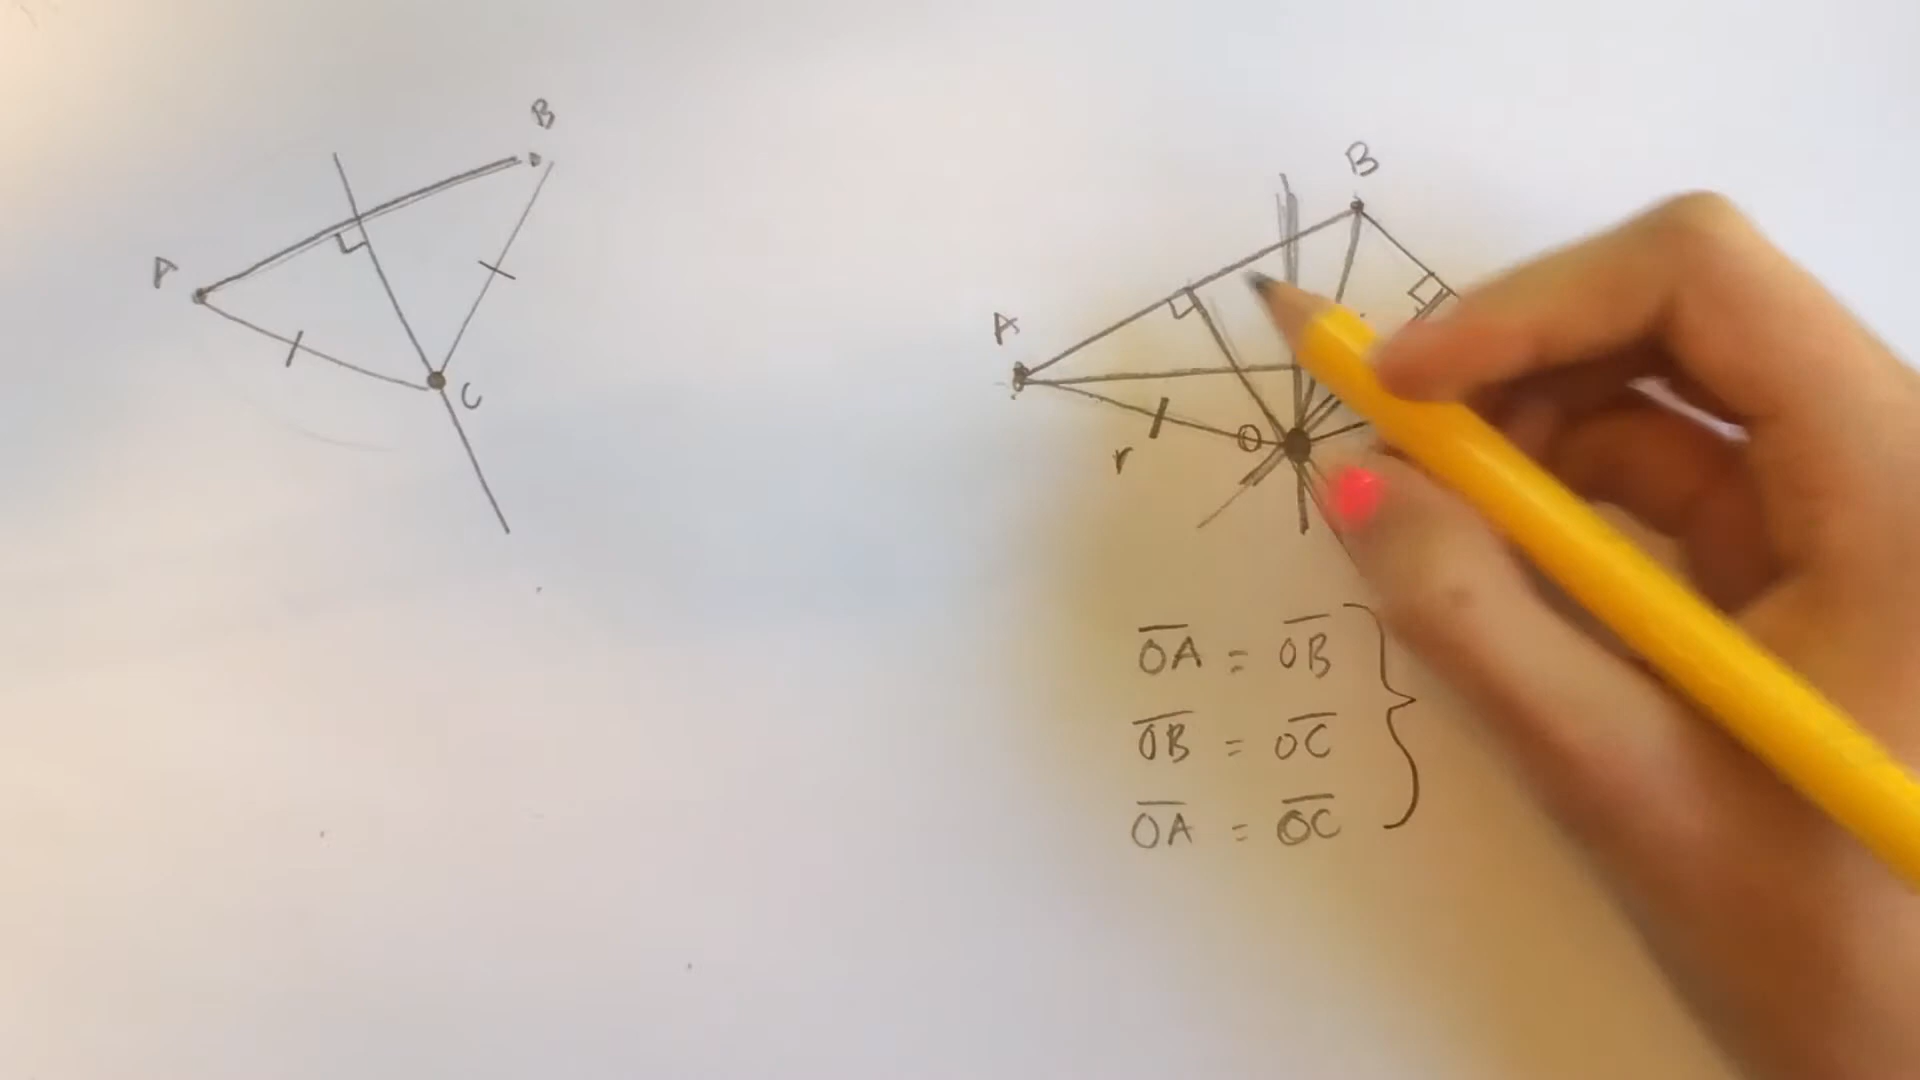 B
A
C
B
A
O
r
OA = OB
OB = OC
OA = OC